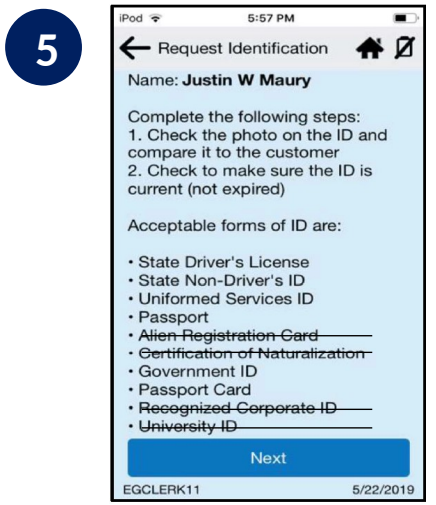 5
iPod 5:57 PM
Request Identification
Name: Justin W Maury
Complete the following steps:
1. Check the photo on the ID and
compare it to the customer
2. Check to make sure the ID is
current (not expired)
Acceptable forms of ID are:
• State Driver's License
• State Non-Driver's ID
• Uniformed Services ID
• Passport
• Alien Registration Card
• Certification of Naturalization
• Government ID
• Passport Card
• Recognized Corporate ID
• University ID
Next
EGCLERK11 5/22/2019